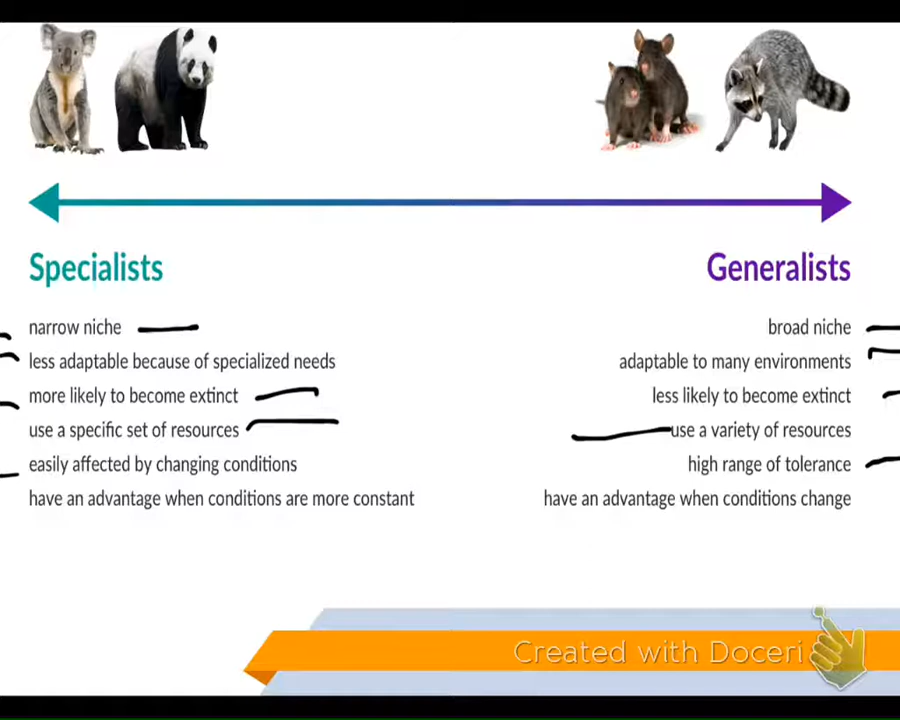 Specialists
narrow niche
less adaptable because of specialized needs
more likely to become extinct
use a specific set of resources
easily affected by changing conditions
have an advantage when conditions are more constant
Generalists
broad niche
adaptable to many environments
less likely to become extinct
use a variety of resources
high range of tolerance
have an advantage when conditions change
Created with Doceri